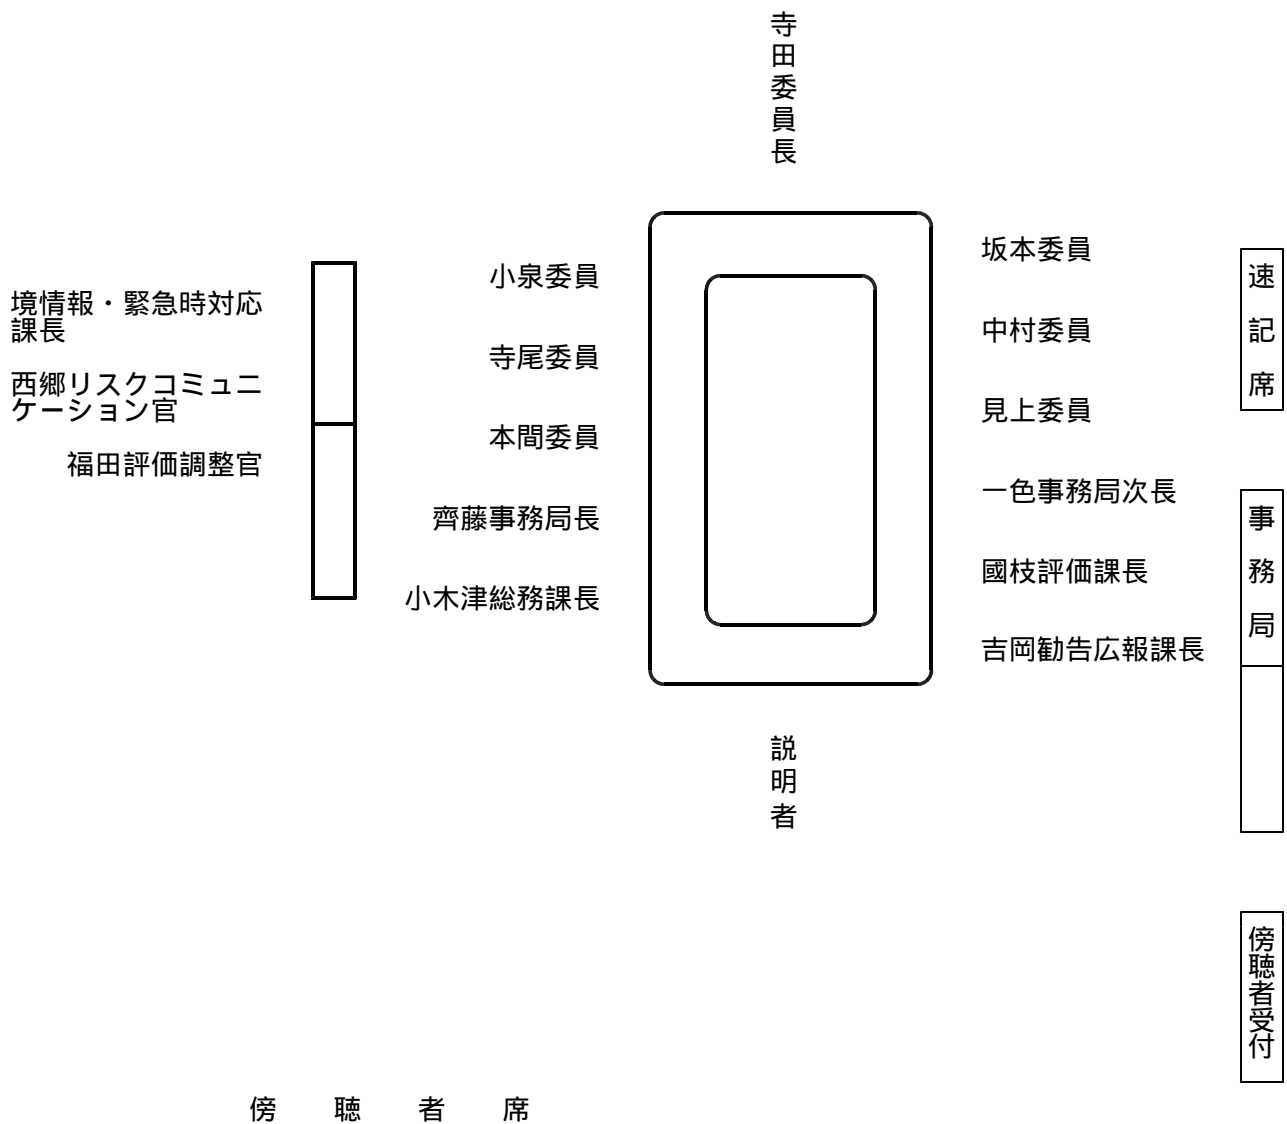 寺田委員長
坂本委員
小泉委員
速記席
境情報・緊急時対応
課長
中村委員
寺尾委員
西郷リスクコミュニ
ケーション官
見上委員
本間委員
福田評価調整官
一色事務局次長
齊藤事務局長
事務局
國枝評価課長
小木津総務課長
吉岡勧告広報課長
説明者
傍聴者受付
傍聴者席